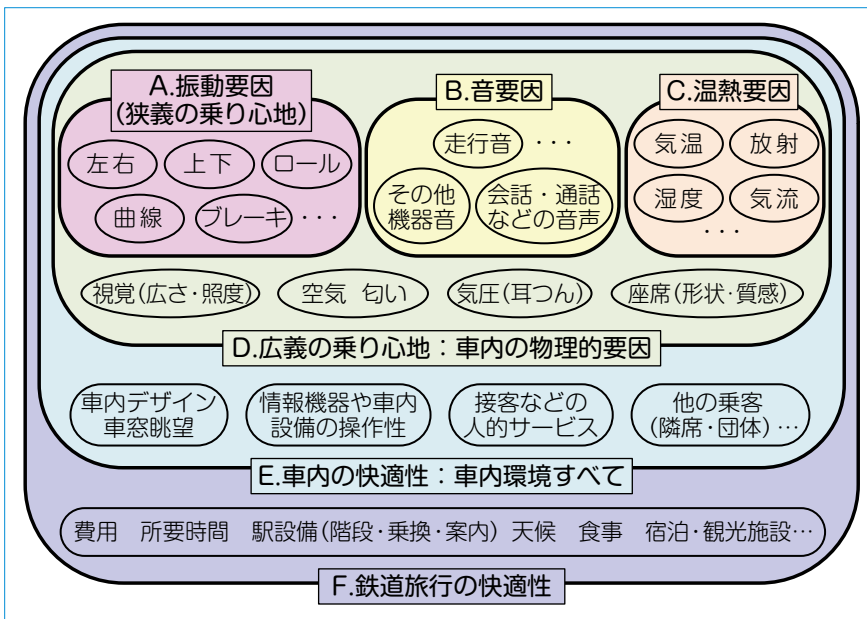 A.振動要因
(狭義の乗り心地)
左右
上下
ロール
曲線
ブレーキ
・・・
B.音要因
走行音
・・・
その他
機器音
会話・通話
などの音声
C.温熱要因
気温
放射
湿度
気流
・・・
視覚(広さ・照度)
空気 匂い
気圧(耳つん)
座席(形状・質感)
D.広義の乗り心地：車内の物理的要因
車内デザイン
車窓眺望
情報機器や車内
設備の操作性
接客などの
人的サービス
他の乗客
(隣席・団体)…
E.車内の快適性：車内環境すべて
費用 所要時間 駅設備(階段・乗換・案内) 天候 食事 宿泊・観光施設…
F.鉄道旅行の快適性